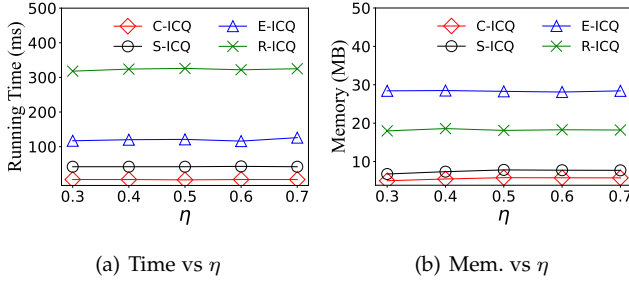 C-ICQ E-ICQ
S-ICQ R-ICQ
Running Time (ms)
500
400
300
200
100
0.3 0.4 0.5 0.6 0.7
η
(a) Time vs η
C-ICQ E-ICQ
S-ICQ R-ICQ
Memory (MB)
50
40
30
20
10
0.3 0.4 0.5 0.6 0.7
η
(b) Mem. vs η